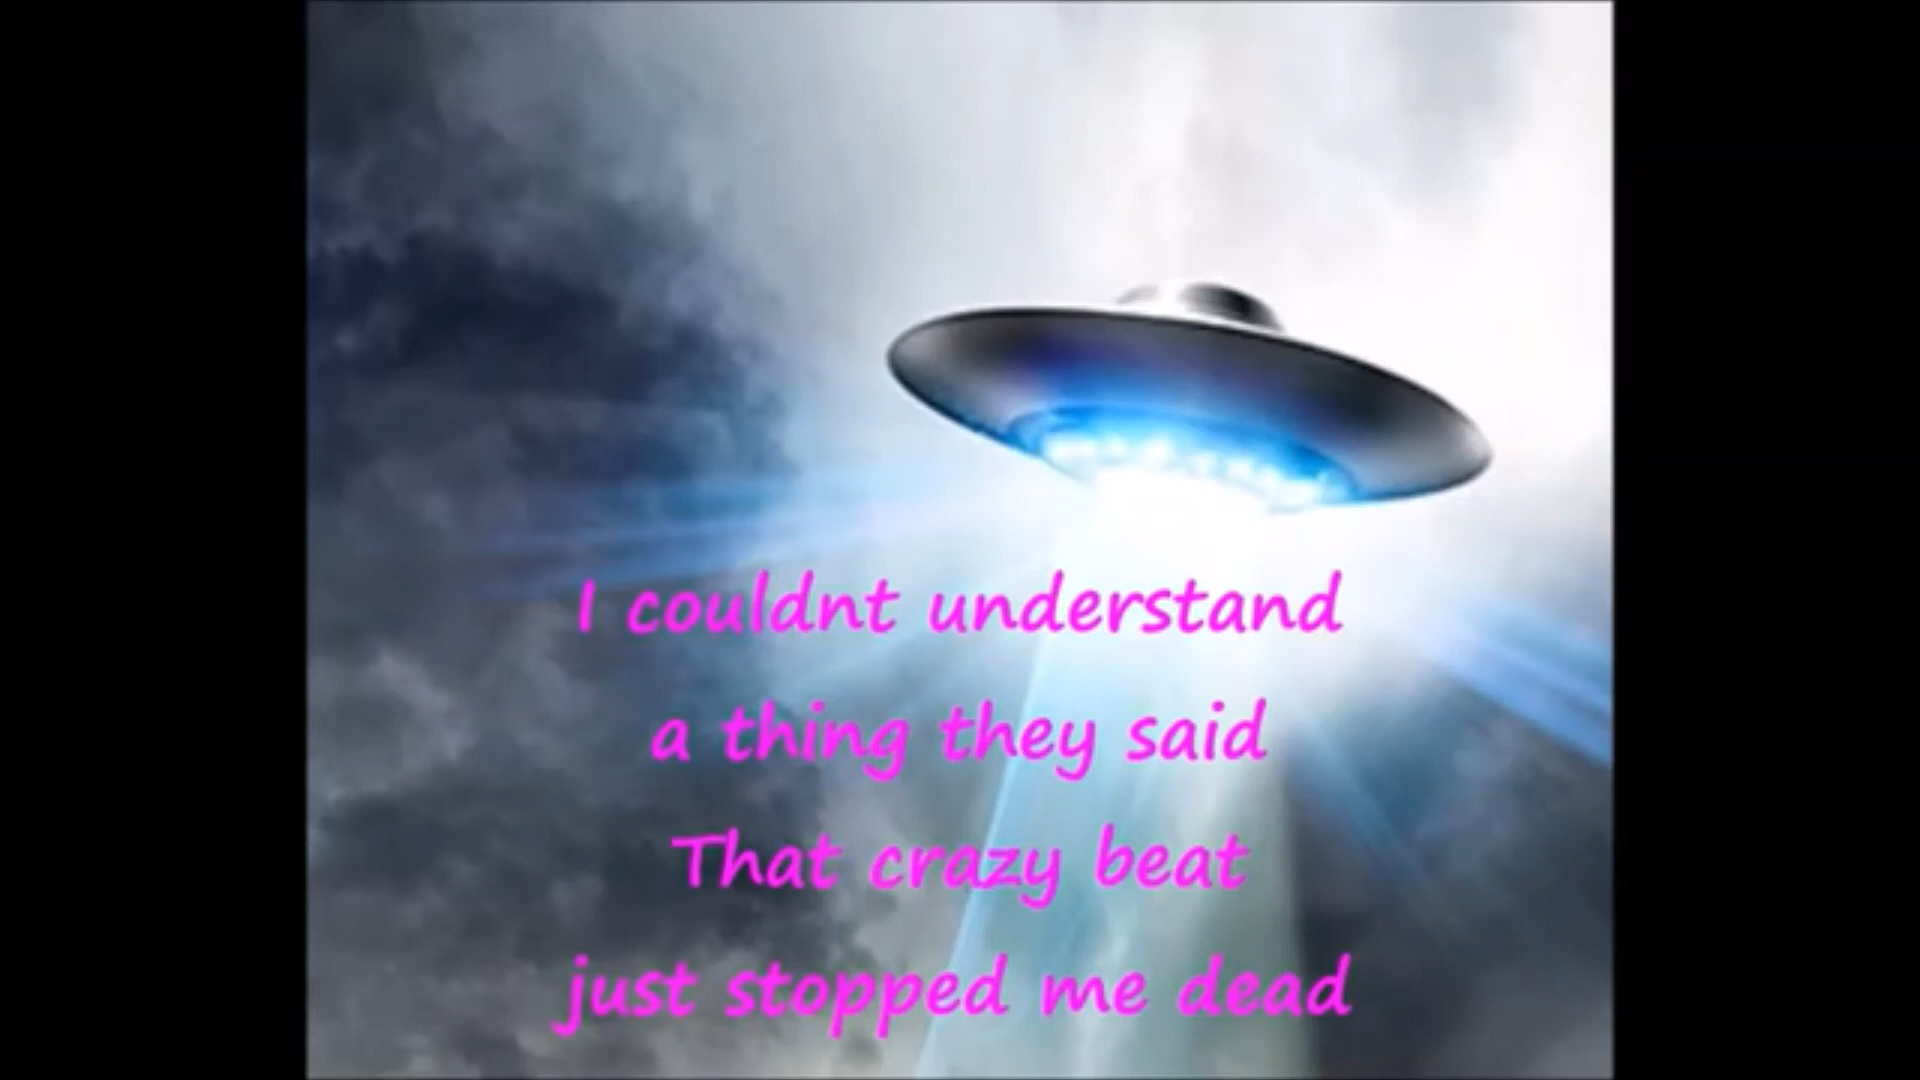 I couldnt understand
a thing they said
That crazy beat
just stopped me dead